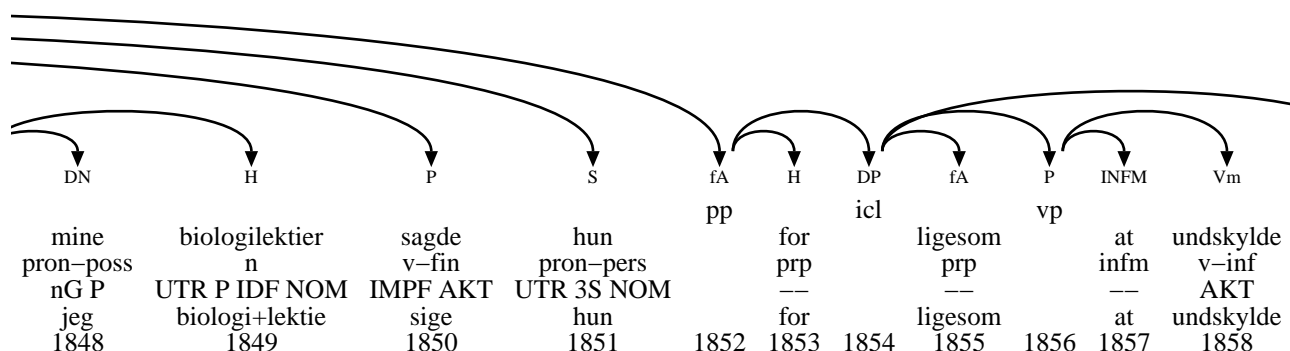 DN H P S fA H DP fA P INFM Vm
pp icl vp
mine biologilektier sagde hun for ligesom at undskylde
pron−poss n v−fin pron−pers prp prp infm v−inf
nG P UTR P IDF NOM IMPF AKT UTR 3S NOM −− −− −− AKT
jeg biologi+lektie sige hun for ligesom at undskylde
1848 1849 1850 1851 1852 1853 1854 1855 1856 1857 1858